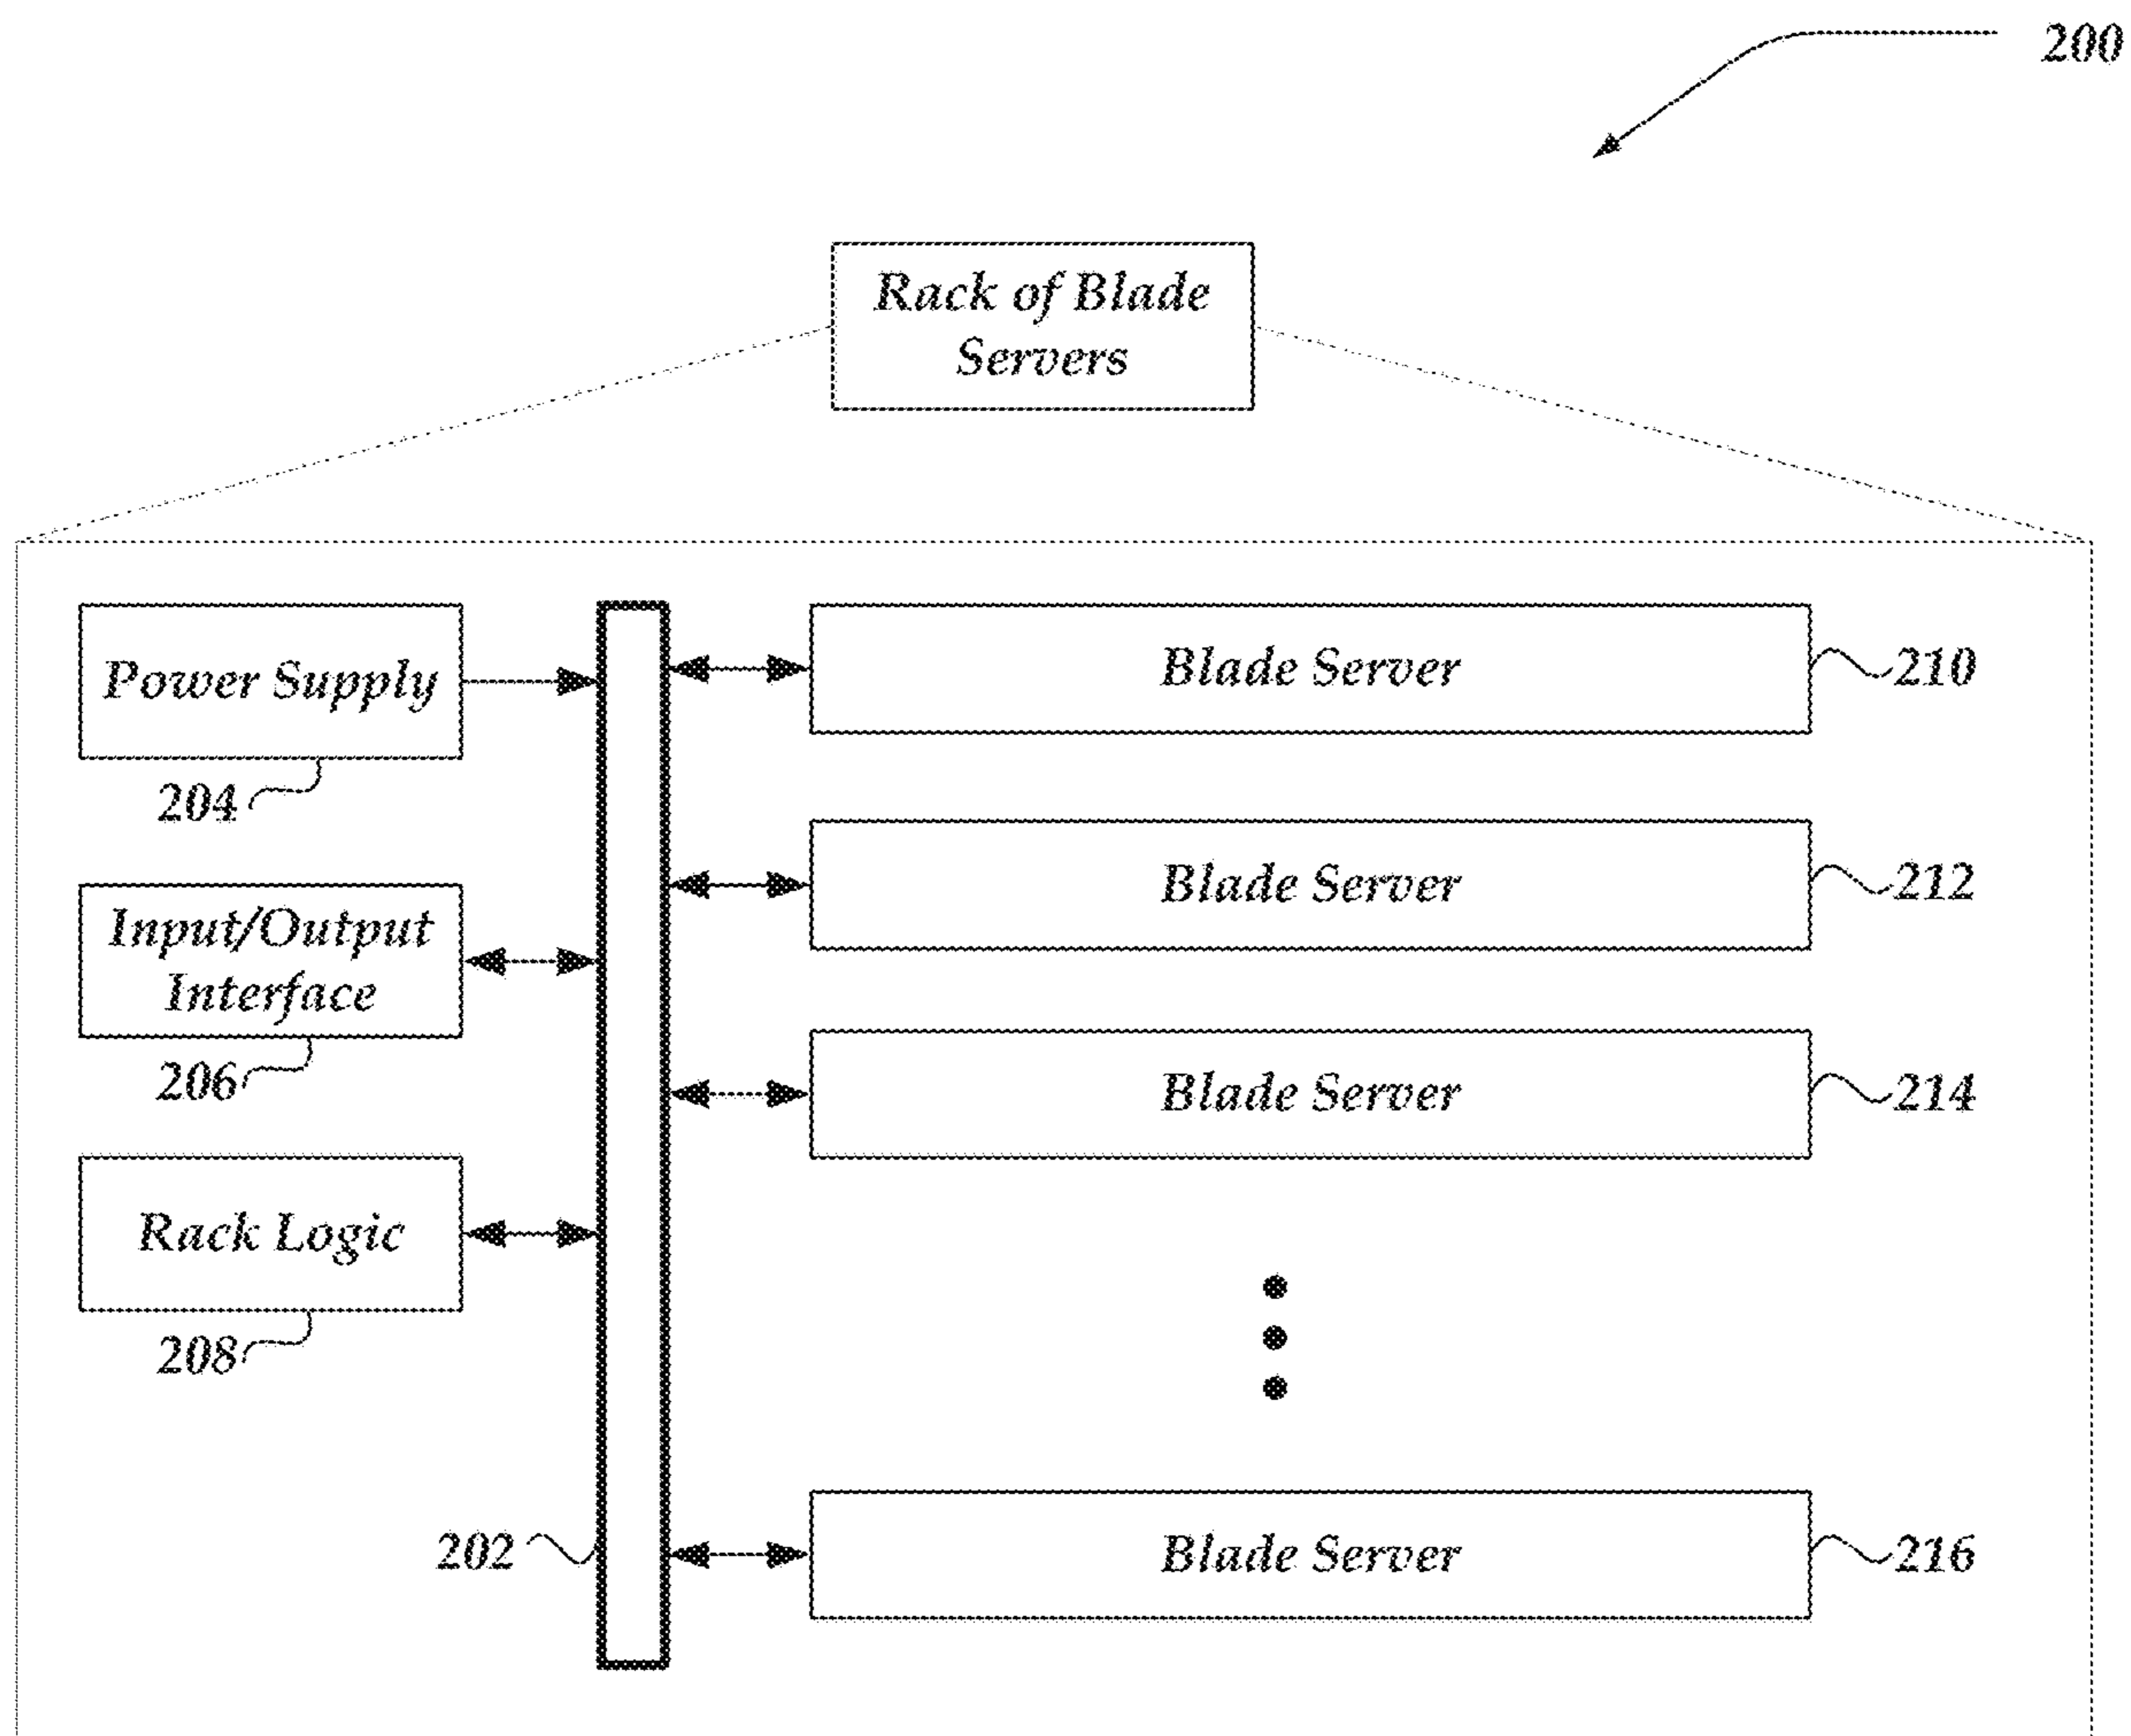 200
Rack of Blade
Servers
Power Supply
204
Input/Output
Interface
206
Rack Logic
208
202
Blade Server
210
Blade Server
212
Blade Server
214
Blade Server
216